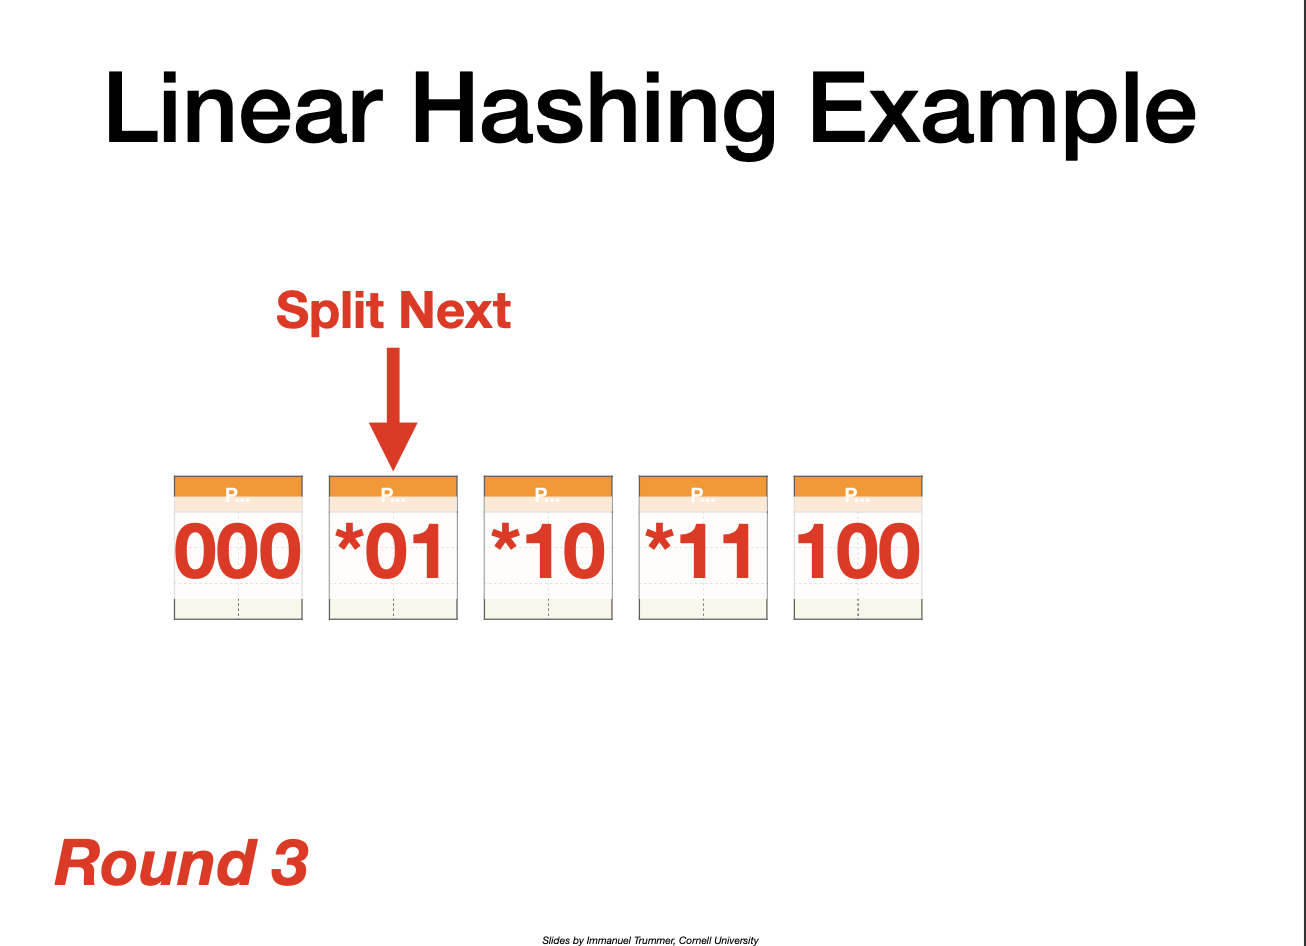 Linear Hashing Example
Split Next
P... P... P... P... P...
000 *01 *10 *11 100
Round 3
Slides by Immanuel Trummer, Cornell University